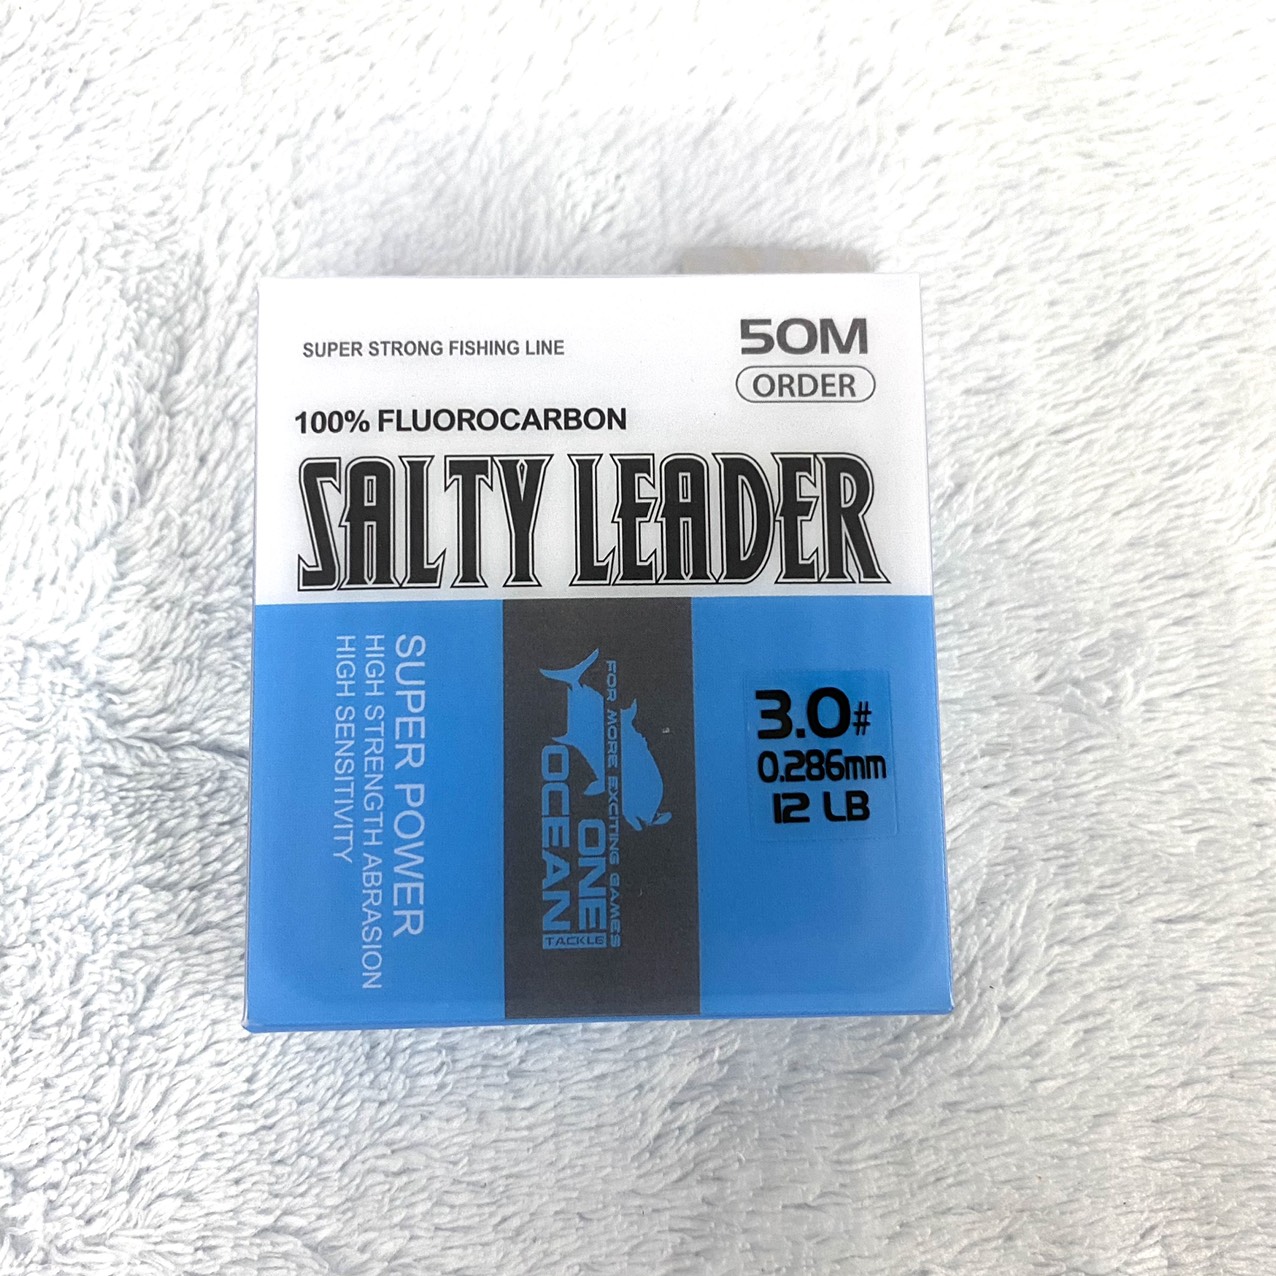 SUPER STRONG FISHING LINE
50M
ORDER
100% FLUOROCARBON
SALTY LEADER
SUPER POWER
HIGH STRENGTH ABRASION
HIGH SENSITIVITY
FOR MORE EXCITING GAMES
ONE
OCEAN
TACKLE
3.0#
0.286mm
12 LB